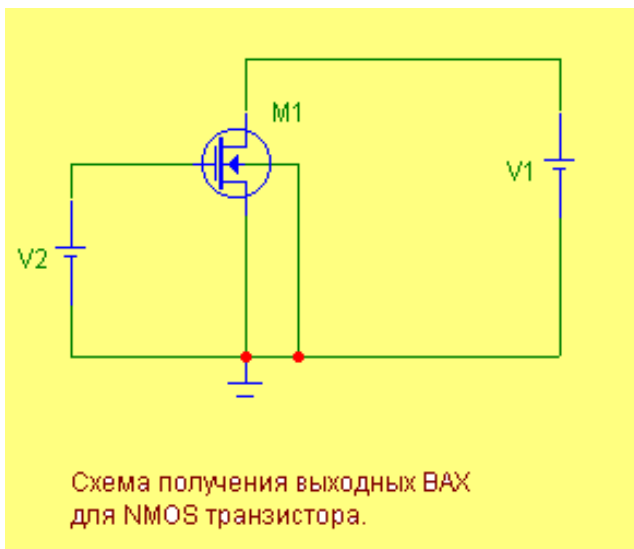 M1
V1
V2
Схема получения выходных ВАХ
для NMOS транзистора.